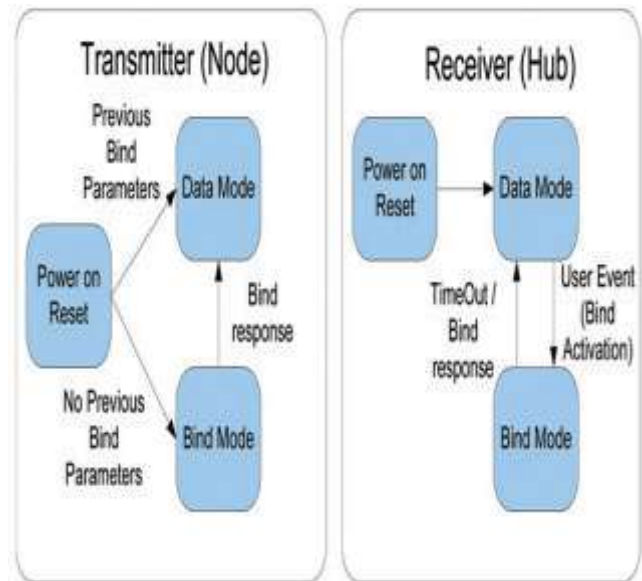 Transmitter (Node)
Previous
Bind
Parameters
Data Mode
Power on
Reset
Bind
response
No Previous
Bind
Parameters
Bind Mode
Receiver (Hub)
Power on
Reset
Data Mode
TimeOut /
Bind
response
User Event
(Bind
Activation)
Bind Mode